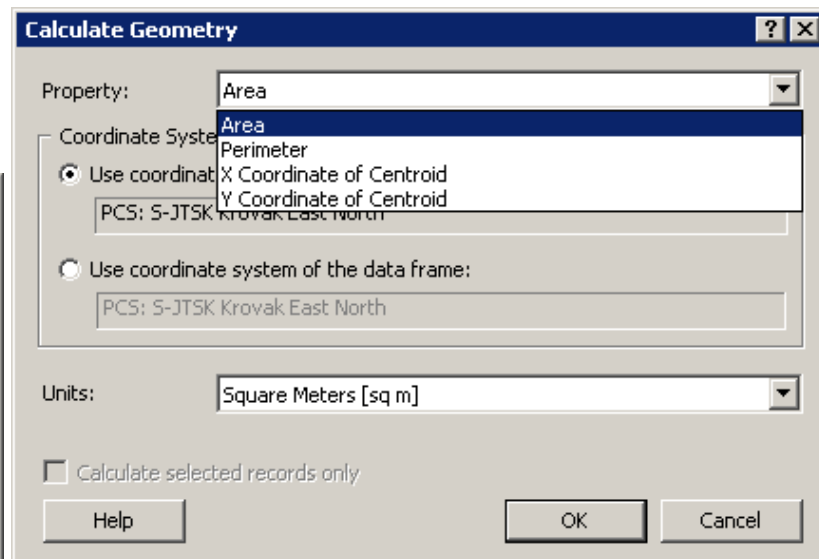 Calculate Geometry
Property:
Area
Area
Perimeter
X Coordinate of Centroid
Y Coordinate of Centroid
Coordinate Syste
Use coordinat
PCS: S-JTSK Krovak East North
Use coordinate system of the data frame:
PCS: S-JTSK Krovak East North
Units:
Square Meters [sq m]
Calculate selected records only
Help
OK
Cancel